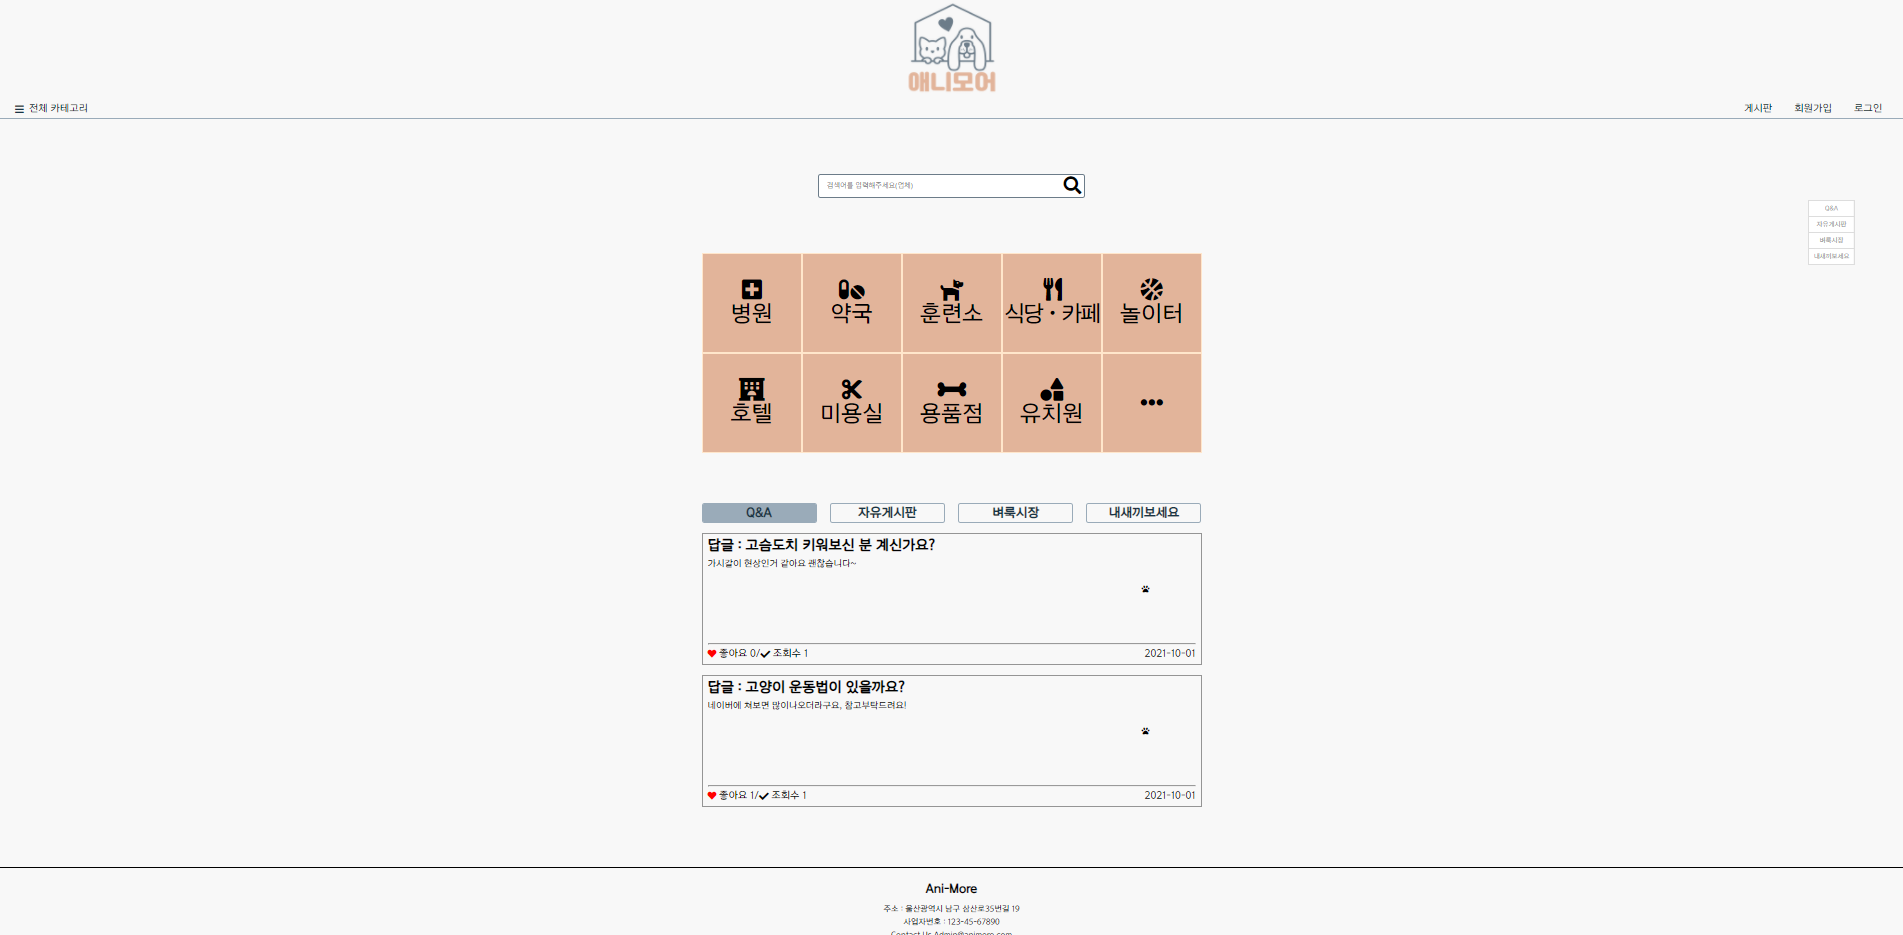 애니모어
전체 카테고리
게시판 회원가입 로그인
검색어를 입력해주세요(업체)
Q&A
자유게시판
벼룩시장
내새끼보세요
병원 약국 훈련소 식당·카페 놀이터
호텔 미용실 용품점 유치원
Q&A 자유게시판 벼룩시장 내새끼보세요
답글 : 고슴도치 키워보신 분 계신가요?
가시갈이 현상인거 같아요 괜찮습니다~
좋아요 0/ 조회수 1 2021-10-01
답글 : 고양이 운동법이 있을까요?
네이버에 쳐보면 많이나오더라구요, 참고부탁드려요!
좋아요 1/ 조회수 1 2021-10-01
Ani-More
주소 : 울산광역시 남구 삼산로35번길 19
사업자번호 : 123-45-67890
Contact Us Admin@animore.com